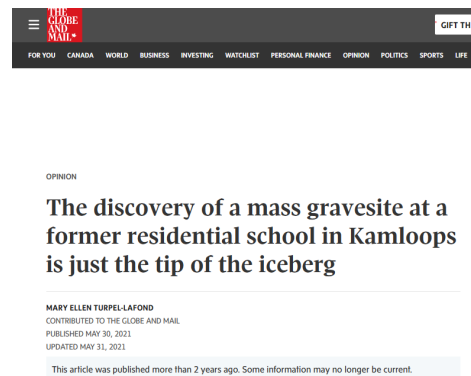 THE
GLOBE
AND
MAIL
GIFT TH
FOR YOU CANADA WORLD BUSINESS INVESTING WATCHLIST PERSONAL FINANCE OPINION POLITICS SPORTS LIFE
OPINION
The discovery of a mass gravesite at a
former residential school in Kamloops
is just the tip of the iceberg
MARY ELLEN TURPEL-LAFOND
CONTRIBUTED TO THE GLOBE AND MAIL
PUBLISHED MAY 30, 2021
UPDATED MAY 31, 2021
This article was published more than 2 years ago. Some information may no longer be current.